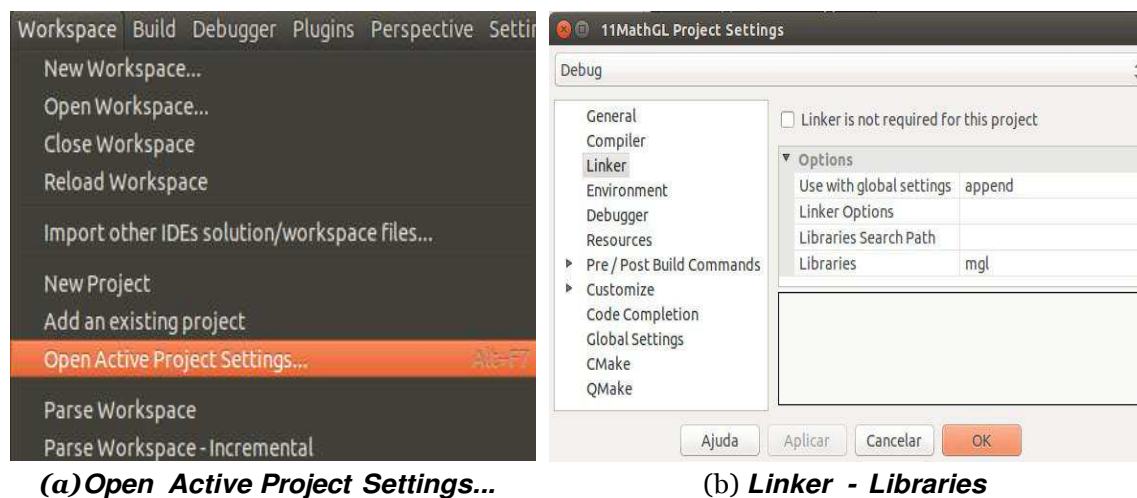 Workspace Build Debugger Plugins Perspective Settin
New Workspace...
Open Workspace...
Close Workspace
Reload Workspace
Import other IDEs solution/workspace files...
New Project
Add an existing project
Open Active Project Settings... Alt-F7
Parse Workspace
Parse Workspace - Incremental
(a) Open Active Project Settings...
11MathGL Project Settings
Debug
General
Compiler
Linker
Environment
Debugger
Resources
Pre / Post Build Commands
Customize
Code Completion
Global Settings
CMake
QMake
Linker is not required for this project
Options
Use with global settings append
Linker Options
Libraries Search Path
Libraries mgl
Ajuda Aplicar Cancelar OK
(b) Linker - Libraries